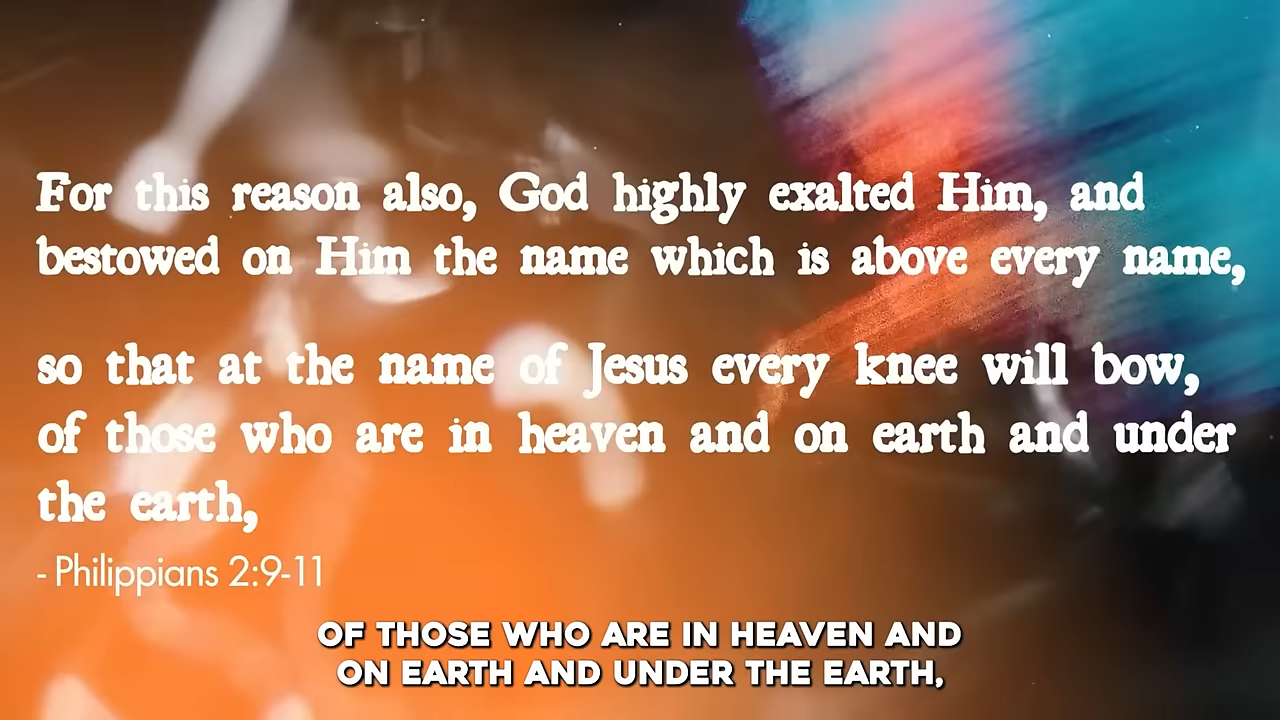 For this reason also, God highly exalted Him, and
bestowed on Him the name which is above every name,
so that at the name of Jesus every knee will bow,
of those who are in heaven and on earth and under
the earth,
- Philippians 2:9-11
OF THOSE WHO ARE IN HEAVEN AND
ON EARTH AND UNDER THE EARTH,